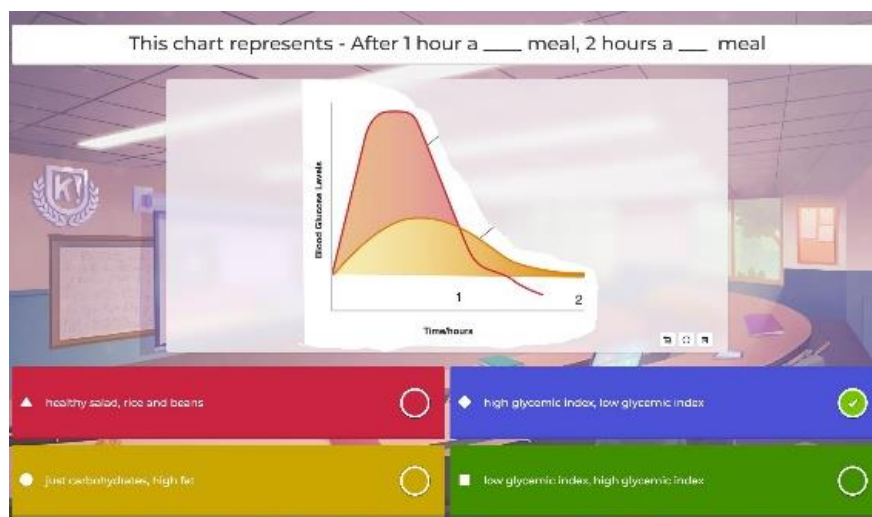 This chart represents - After 1 hour a ____ meal, 2 hours a ___ meal
K!
Blood Glucose Levels
1
2
Time/hours
healthy salad, rice and beans
high glycemic index, low glycemic index
just carbohydrates, high fat
low glycemic index, high glycemic index